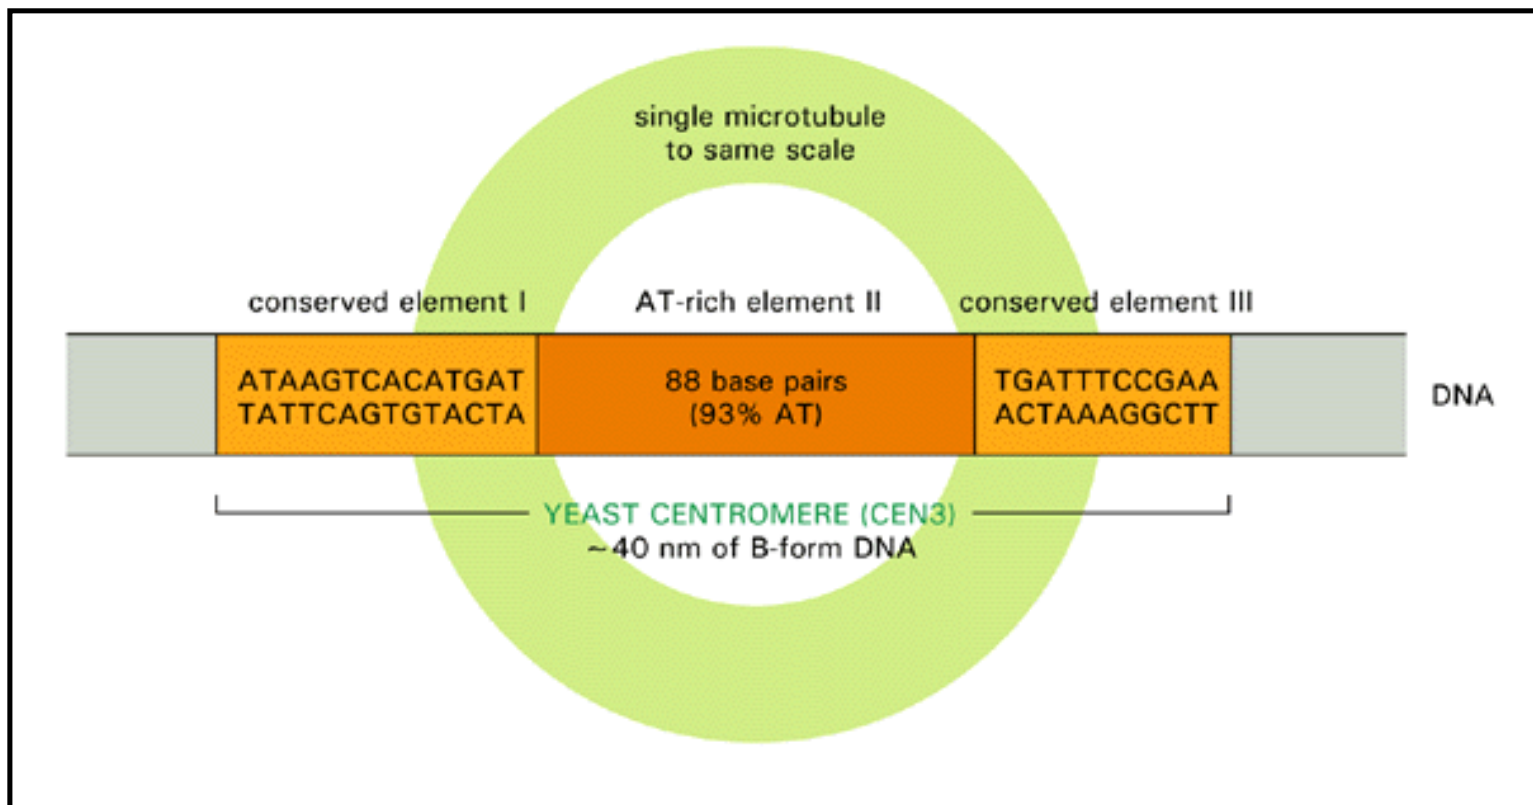 single microtubule
to same scale
conserved element I
AT-rich element II
conserved element III
ATAAGTCACATGAT
TATTCAGTGTACTA
88 base pairs
(93% AT)
TGATTTCCGAA
ACTAAAGGCTT
DNA
YEAST CENTROMERE (CEN3)
~40 nm of B-form DNA